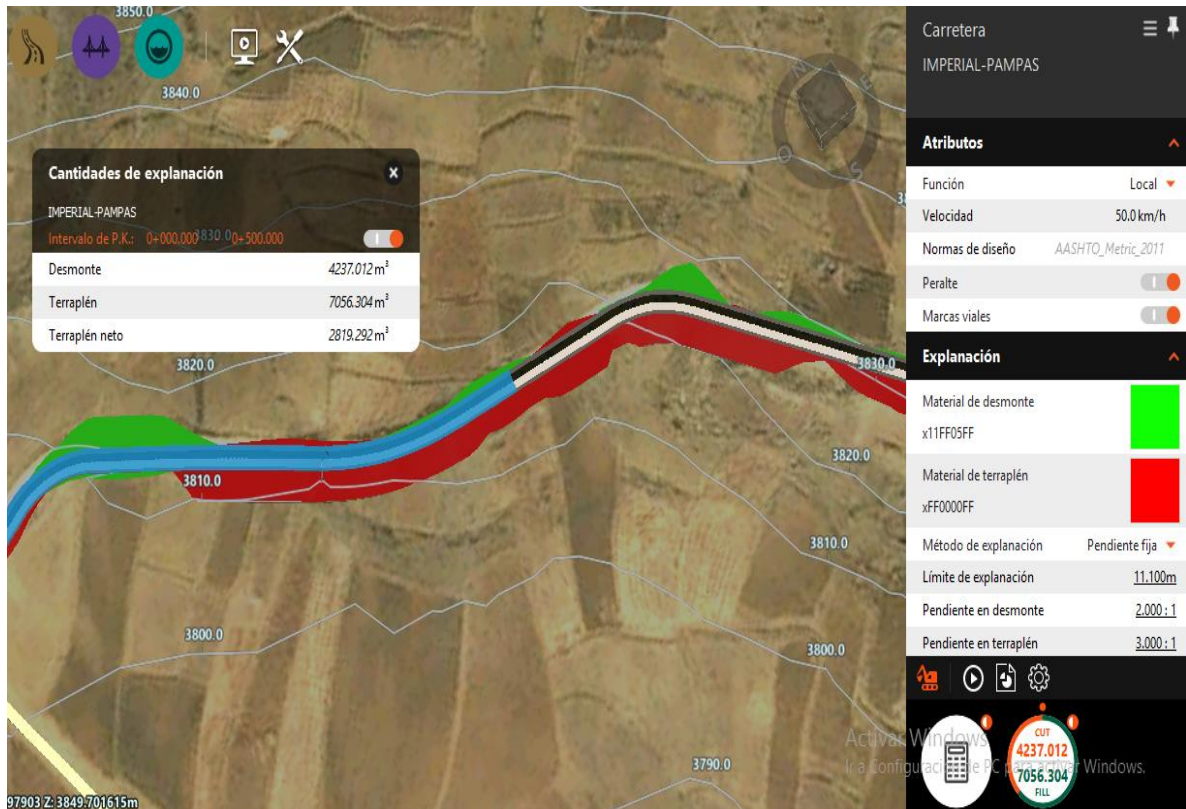 3850.0
3840.0
Cantidades de explanación
IMPERIAL-PAMPAS
Intervalo de P.K.: 0+000.000 - 0+500.000
3830.0
Desmonte 4237.012 m³
Terraplén 7056.304 m³
Terraplén neto 2819.292 m³
3820.0
3830.0
3820.0
3810.0
3810.0
3800.0
3800.0
3790.0
97903 Z: 3849.701615m
E
S
O
Carretera
IMPERIAL-PAMPAS
Atributos
Función Local
Velocidad 50.0 km/h
Normas de diseño AASHTO_Metric_2011
Peralte
Marcas viales
Explanación
Material de desmonte
x11FF05FF
Material de terraplén
xFF0000FF
Método de explanación Pendiente fija
Límite de explanación 11.100m
Pendiente en desmonte 2.000 : 1
Pendiente en terraplén 3.000 : 1
CUT
4237.012
7056.304
FILL
Activar Windows
Ir a Configuración de PC para activar Windows.